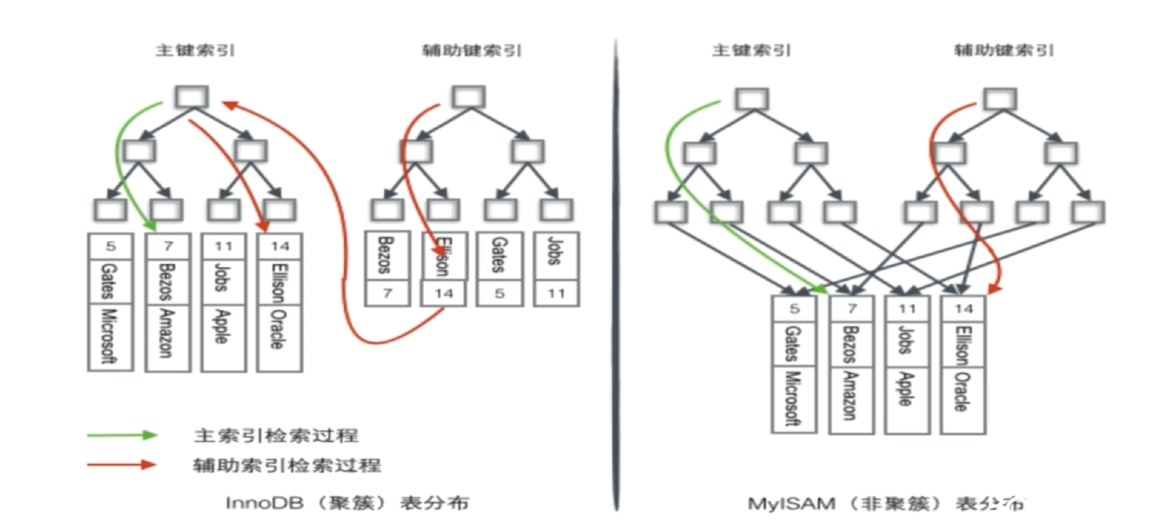 主键索引
辅助键索引
5
Gates
Microsoft
7
Bezos
Amazon
11
Jobs
Apple
14
Ellison
Oracle
Bezos
7
Ellison
14
Gates
5
Jobs
11
主索引检索过程
辅助索引检索过程
InnoDB（聚簇）表分布
主键索引
辅助键索引
5
Gates
Microsoft
7
Bezos
Amazon
11
Jobs
Apple
14
Ellison
Oracle
MyISAM（非聚簇）表分布